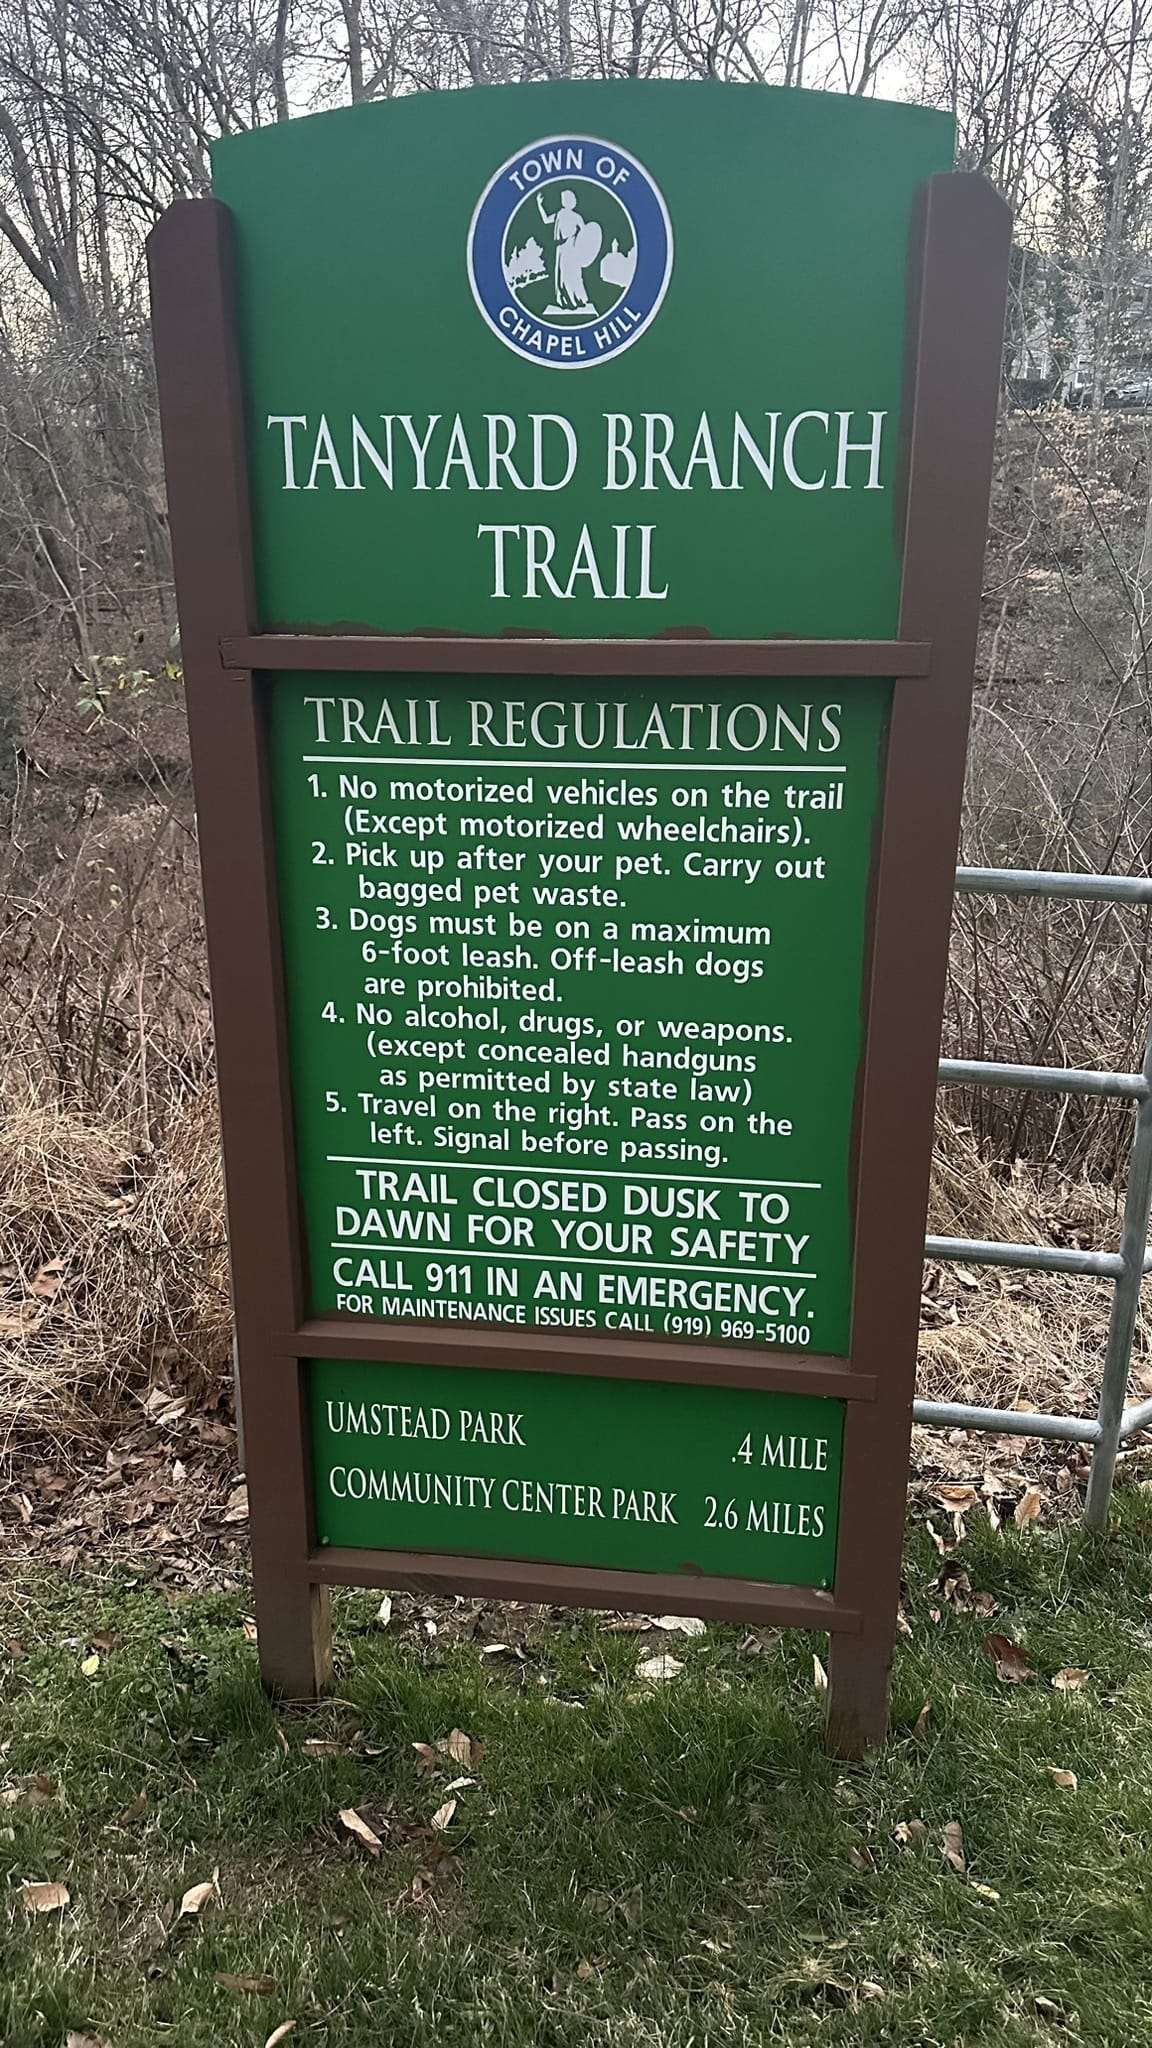 TOWN OF
CHAPEL HILL
TANYARD BRANCH
TRAIL
TRAIL REGULATIONS
1. No motorized vehicles on the trail
(Except motorized wheelchairs).
2. Pick up after your pet. Carry out
bagged pet waste.
3. Dogs must be on a maximum
6-foot leash. Off-leash dogs
are prohibited.
4. No alcohol, drugs, or weapons.
(except concealed handguns
as permitted by state law)
5. Travel on the right. Pass on the
left. Signal before passing.
TRAIL CLOSED DUSK TO
DAWN FOR YOUR SAFETY
CALL 911 IN AN EMERGENCY.
FOR MAINTENANCE ISSUES CALL (919) 969-5100
UMSTEAD PARK .4 MILE
COMMUNITY CENTER PARK 2.6 MILES